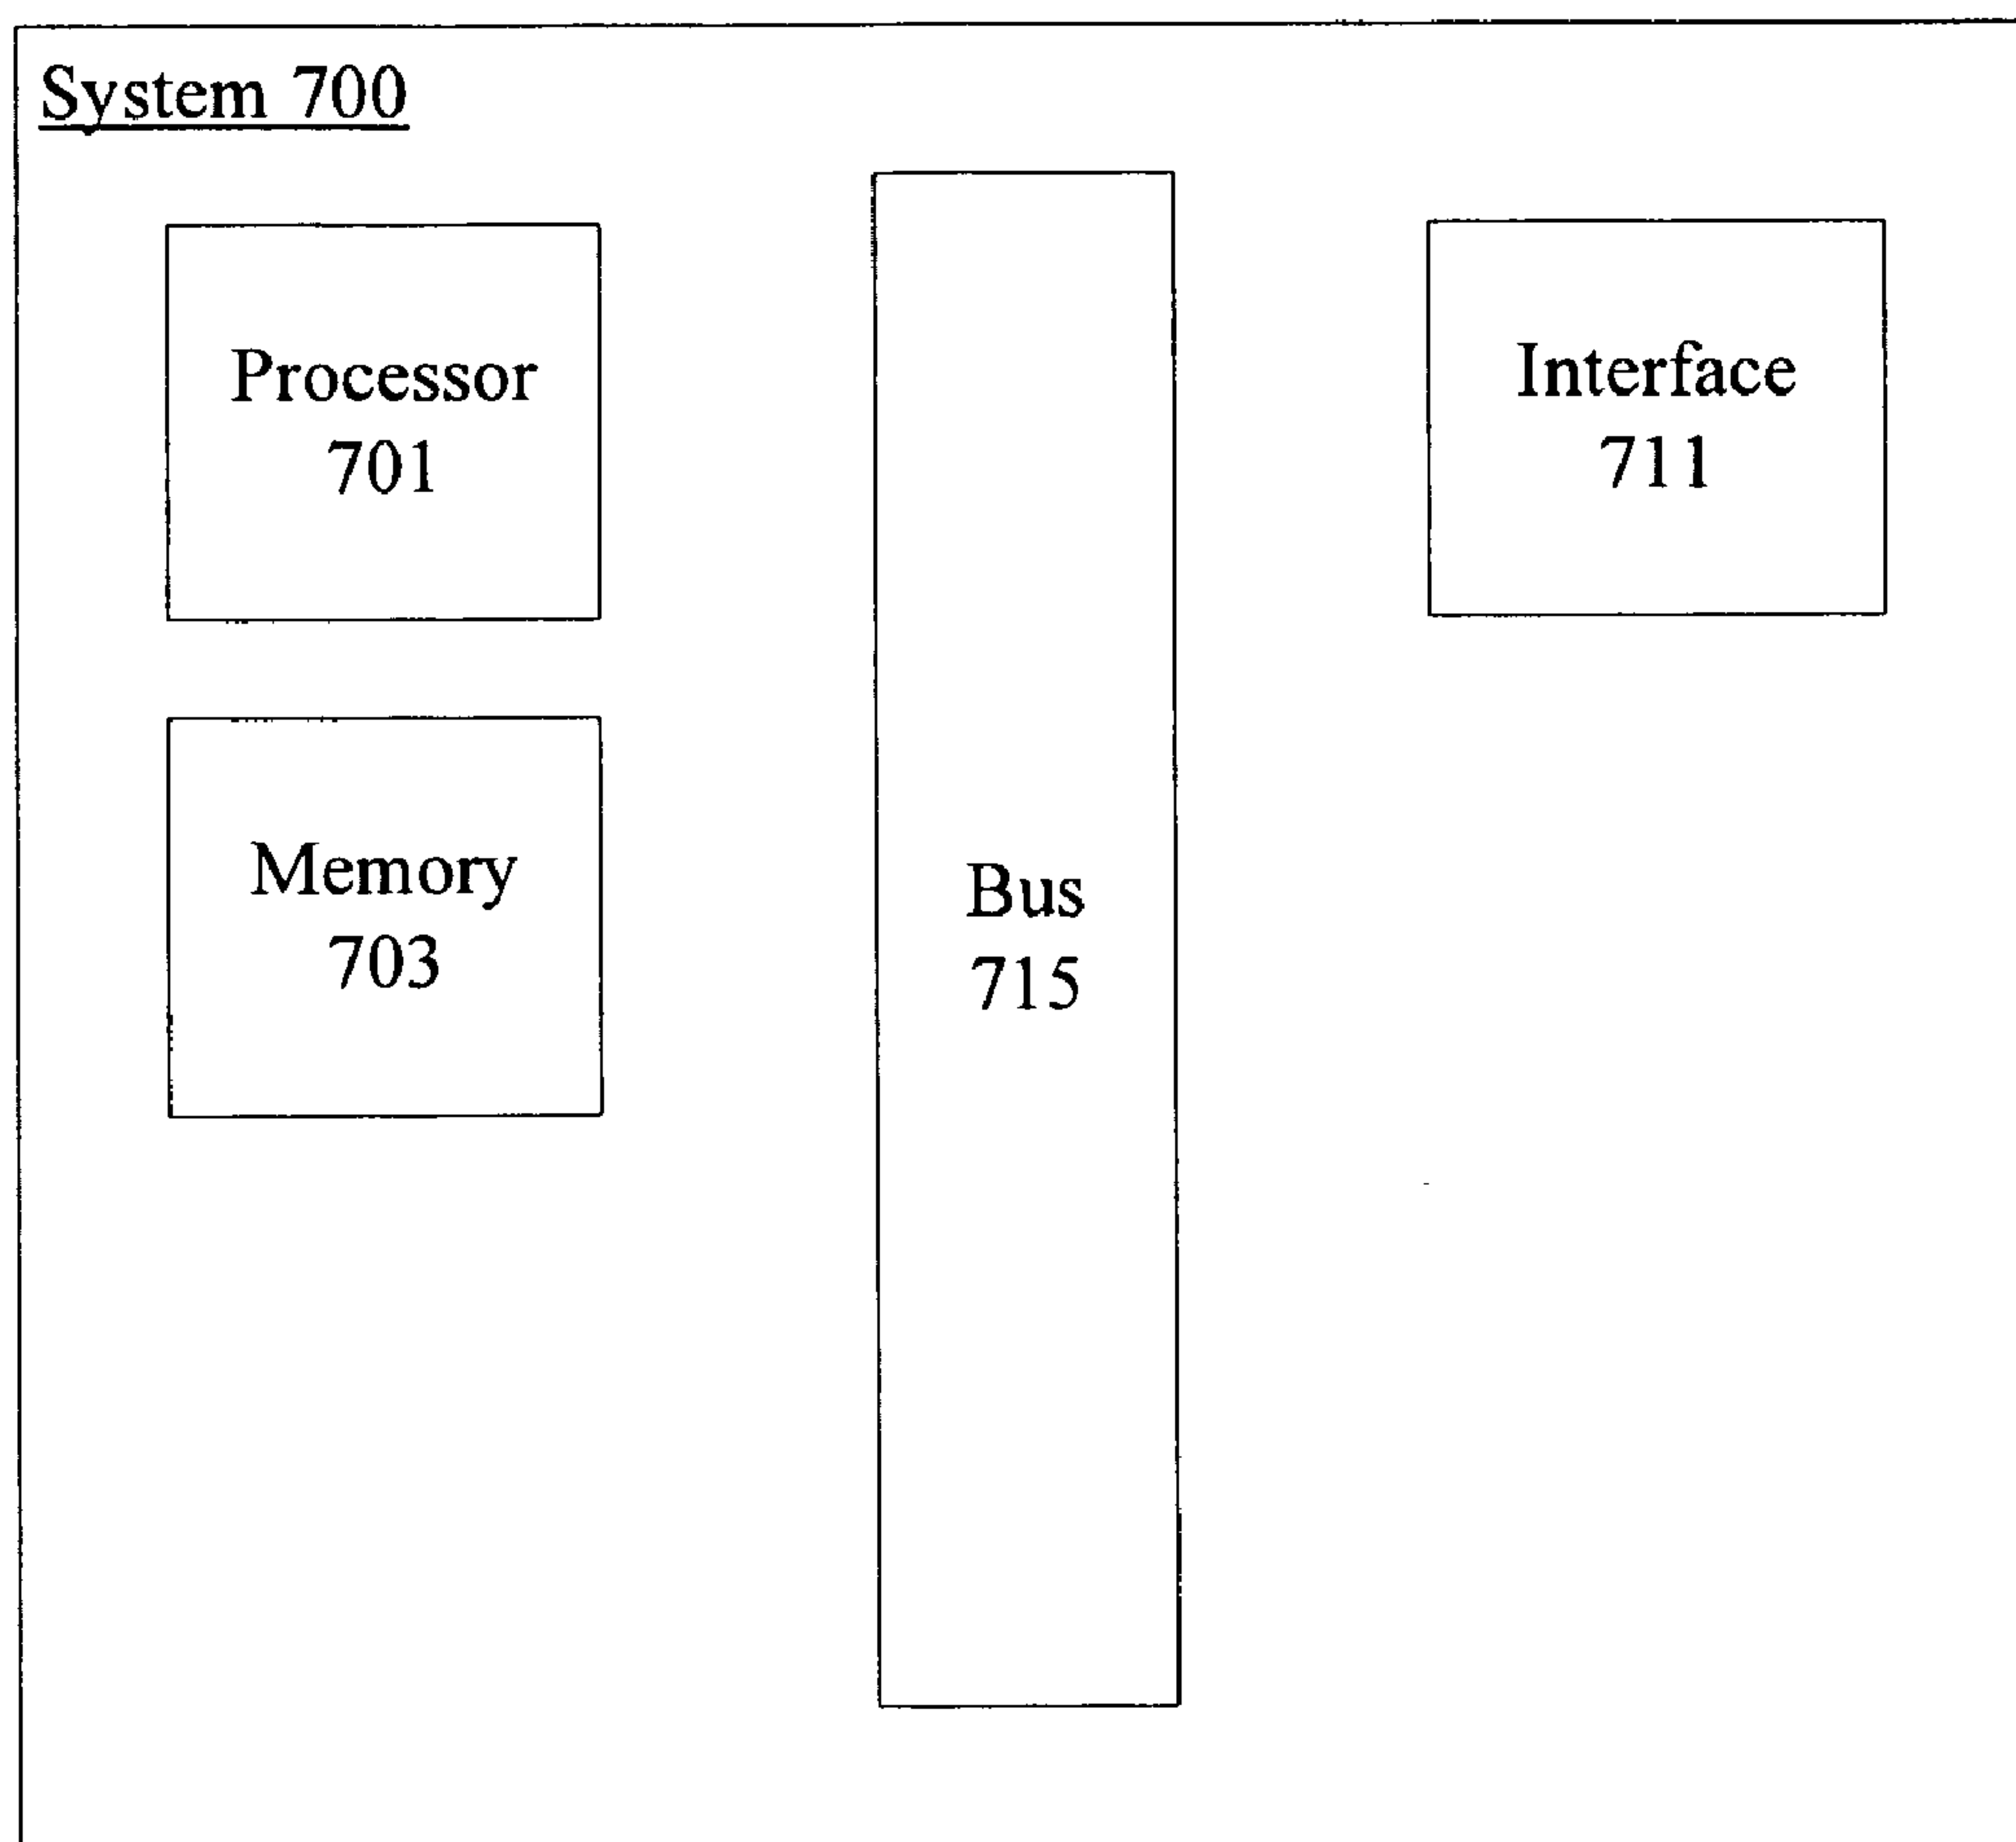 System 700
Processor
701
Interface
711
Memory
703
Bus
715